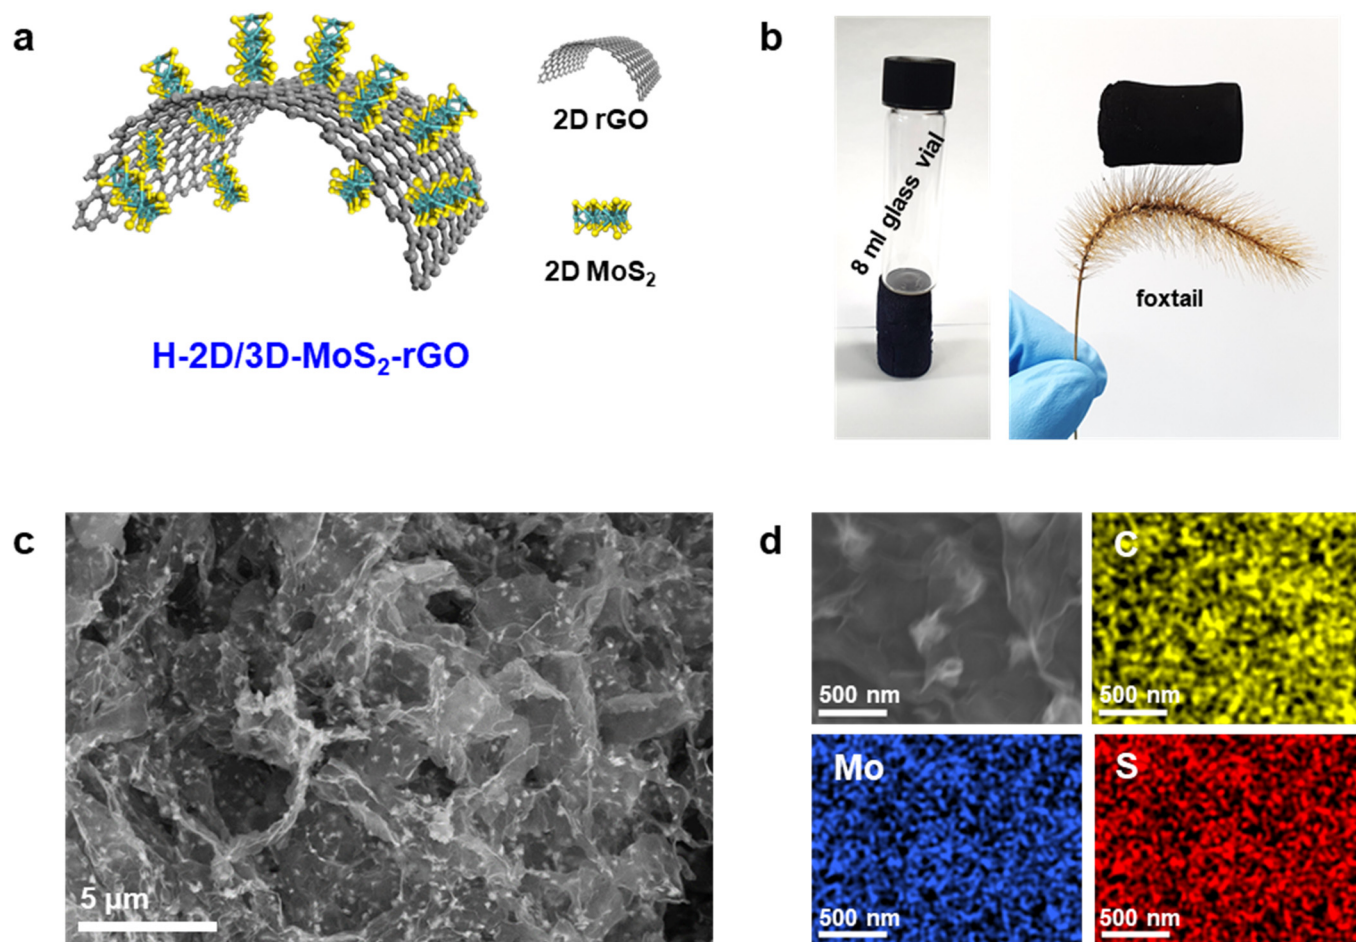 a
2D rGO
2D MoS₂
H-2D/3D-MoS₂-rGO
b
8 ml glass vial
foxtail
c
5 μm
d
500 nm
C
500 nm
Mo
500 nm
S
500 nm